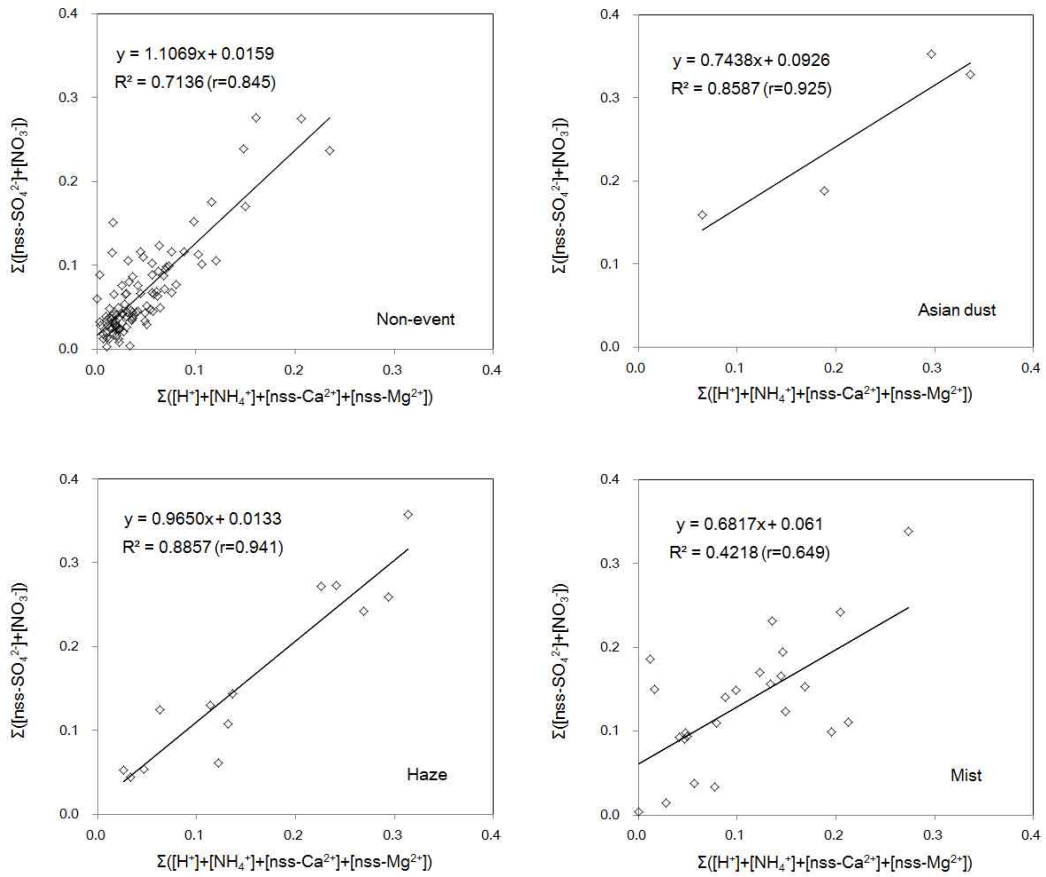 0.4
y = 1.1069x + 0.0159
R² = 0.7136 (r=0.845)
0.3
0.2
0.1
0.0
Σ([nss-SO₄²⁻]+[NO₃⁻])
Non-event
0.0 0.1 0.2 0.3 0.4
Σ([H⁺]+[NH₄⁺]+[nss-Ca²⁺]+[nss-Mg²⁺])
0.4
y = 0.7438x + 0.0926
R² = 0.8587 (r=0.925)
0.3
0.2
0.1
0.0
Σ([nss-SO₄²⁻]+[NO₃⁻])
Asian dust
0.0 0.1 0.2 0.3 0.4
Σ([H⁺]+[NH₄⁺]+[nss-Ca²⁺]+[nss-Mg²⁺])
0.4
y = 0.9650x + 0.0133
R² = 0.8857 (r=0.941)
0.3
0.2
0.1
0.0
Σ([nss-SO₄²⁻]+[NO₃⁻])
Haze
0.0 0.1 0.2 0.3 0.4
Σ([H⁺]+[NH₄⁺]+[nss-Ca²⁺]+[nss-Mg²⁺])
0.4
y = 0.6817x + 0.061
R² = 0.4218 (r=0.649)
0.3
0.2
0.1
0.0
Σ([nss-SO₄²⁻]+[NO₃⁻])
Mist
0.0 0.1 0.2 0.3 0.4
Σ([H⁺]+[NH₄⁺]+[nss-Ca²⁺]+[nss-Mg²⁺])